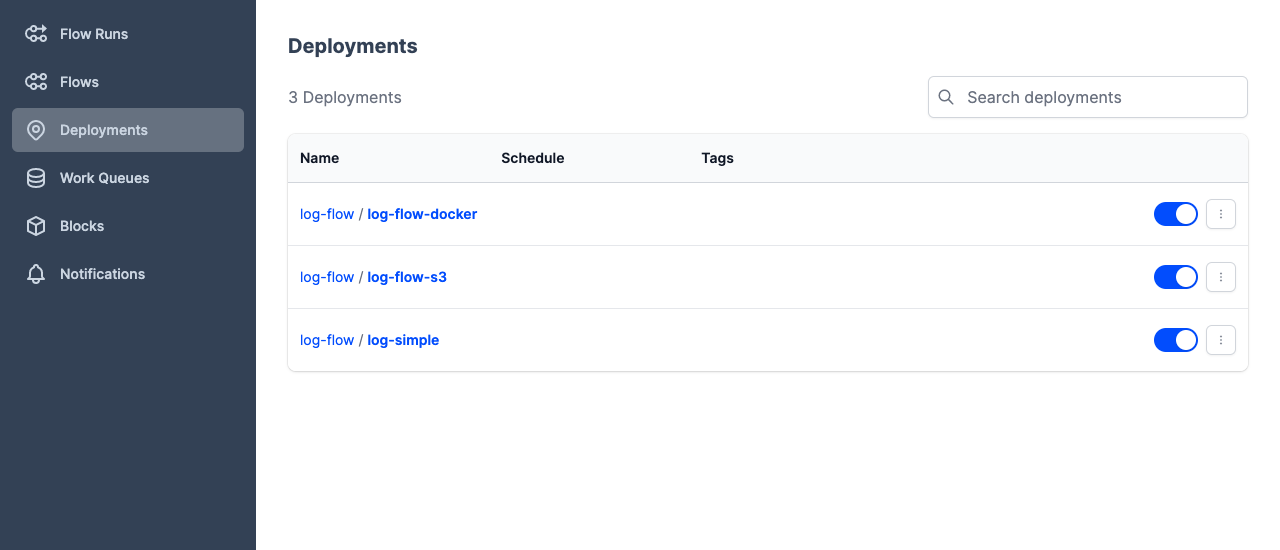 Flow Runs
Flows
Deployments
Work Queues
Blocks
Notifications
Deployments
3 Deployments
Search deployments
Name Schedule Tags
log-flow / log-flow-docker
log-flow / log-flow-s3
log-flow / log-simple